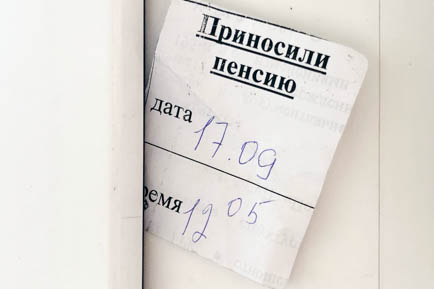 Приносили
пенсию
дата 17.09
ремя 12 05